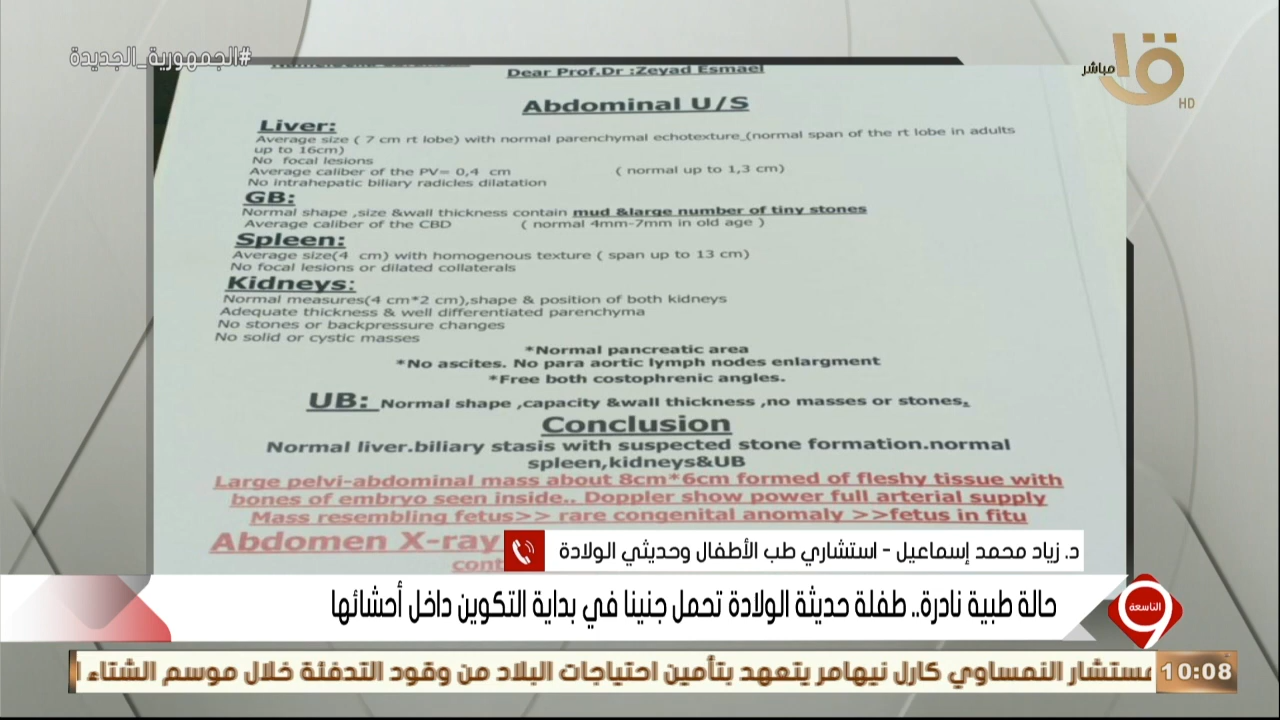 #الجمهورية_الجديدة
مباشر
HD
Dear Prof.Dr :Zeyad Esmael
Abdominal U/S
Liver:
Average size ( 7 cm rt lobe) with normal parenchymal echotexture (normal span of the rt lobe in adults
up to 16cm)
No focal lesions
Average caliber of the PV= 0,4 cm ( normal up to 1,3 cm)
No intrahepatic biliary radicles dilatation
GB:
Normal shape ,size &wall thickness contain mud &large number of tiny stones
Average caliber of the CBD ( normal 4mm-7mm in old age )
Spleen:
Average size(4 cm) with homogenous texture ( span up to 13 cm)
No focal lesions or dilated collaterals
Kidneys:
Normal measures(4 cm*2 cm),shape & position of both kidneys
Adequate thickness & well differentiated parenchyma
No stones or backpressure changes
No solid or cystic masses
*Normal pancreatic area
*No ascites. No para aortic lymph nodes enlargment
*Free both costophrenic angles.
UB: Normal shape ,capacity &wall thickness ,no masses or stones.
Conclusion
Normal liver.biliary stasis with suspected stone formation.normal
spleen,kidneys&UB
Large pelvi-abdominal mass about 8cm*6cm formed of fleshy tissue with
bones of embryo seen inside.. Doppler show power full arterial supply
Mass resembling fetus>> rare congenital anomaly >>fetus in fitu
Abdomen X-ray
cont
د. زياد محمد إسماعيل - استشاري طب الأطفال وحديثي الولادة
حالة طبية نادرة.. طفلة حديثة الولادة تحمل جنينا في بداية التكوين داخل أحشائها
التاسعة
9
مستشار النمساوي كارل نيهامر يتعهد بتأمين احتياجات البلاد من وقود التدفئة خلال موسم الشتاء ا
10:08